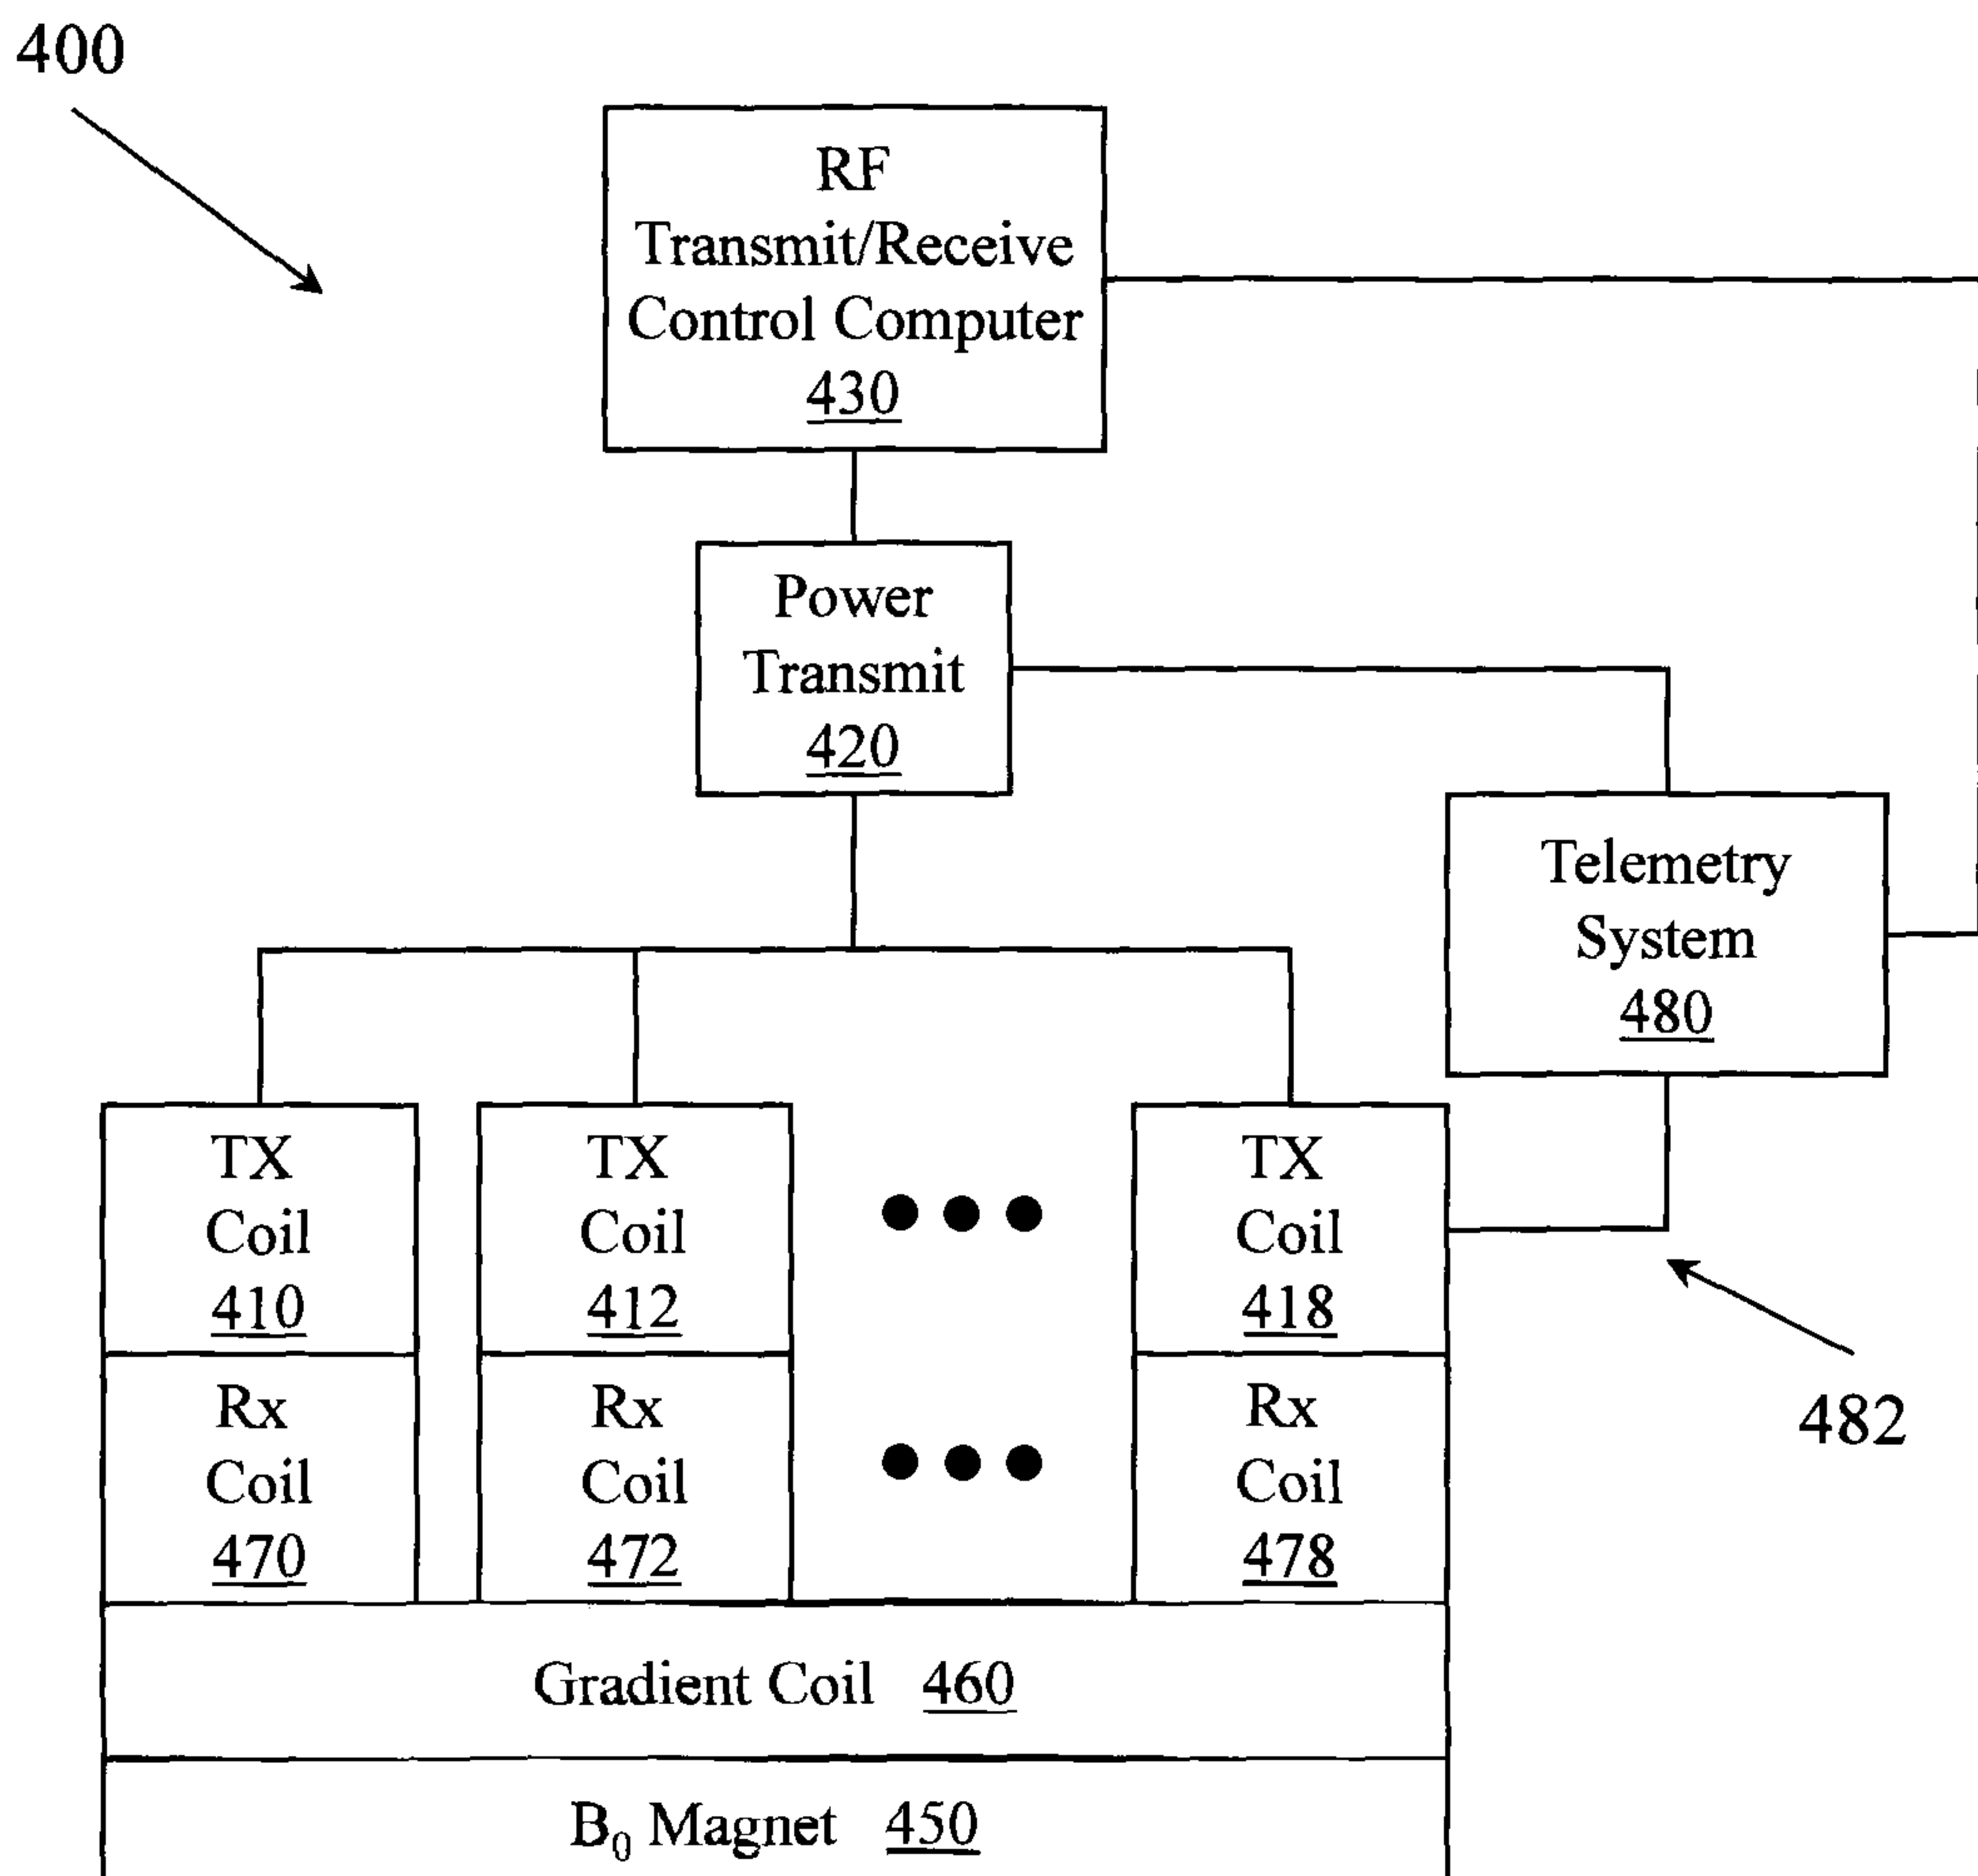 400
RF
Transmit/Receive
Control Computer
430
Power
Transmit
420
Telemetry
System
480
TX
Coil
410
TX
Coil
412
TX
Coil
418
Rx
Coil
470
Rx
Coil
472
Rx
Coil
478
482
Gradient Coil 460
B₀ Magnet 450